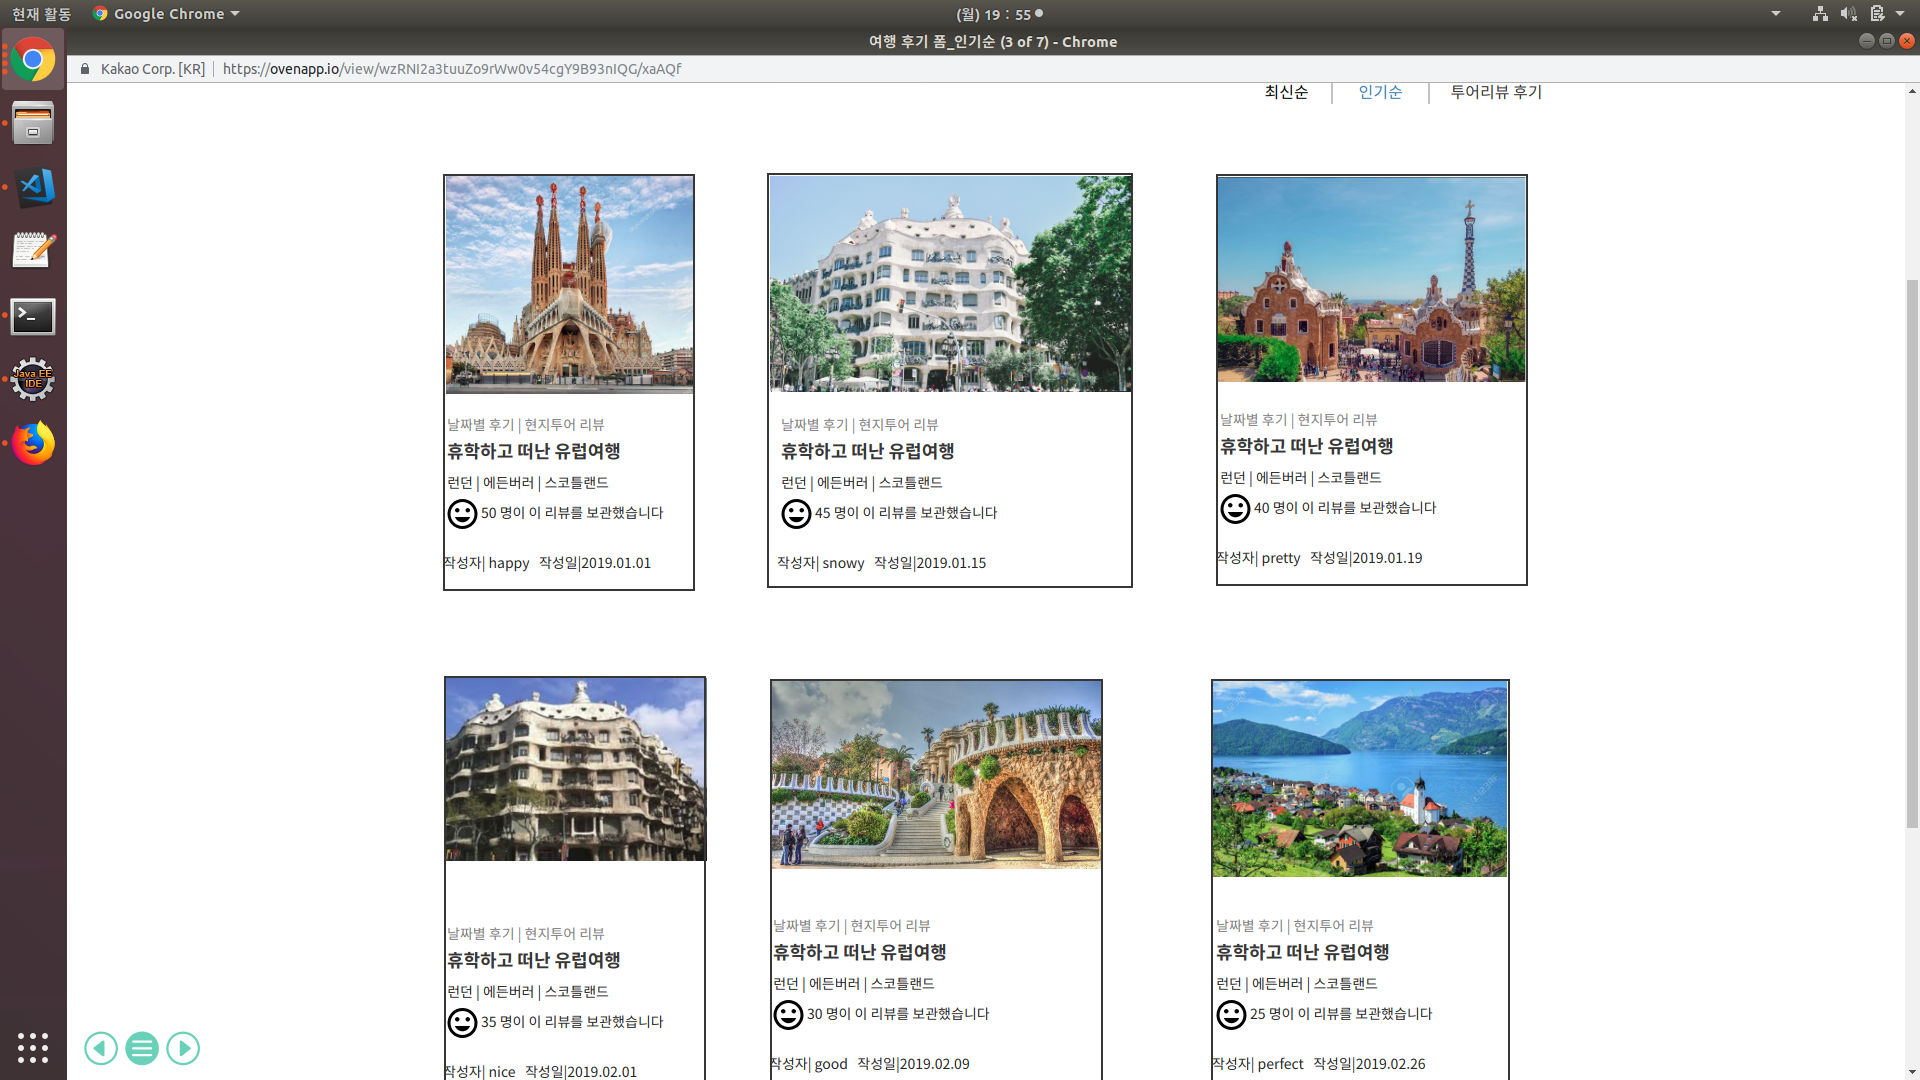 현재 활동
Google Chrome
(월) 19 : 55
여행 후기 폼_인기순 (3 of 7) - Chrome
Kakao Corp. [KR]
https://ovenapp.io/view/wzRNI2a3tuuZo9rWw0v54cgY9B93nIQG/xaAQf
최신순 인기순 투어리뷰 후기
날짜별 후기 | 현지투어 리뷰
휴학하고 떠난 유럽여행
런던 | 에든버러 | 스코틀랜드
50 명이 이 리뷰를 보관했습니다
작성자| happy 작성일|2019.01.01
날짜별 후기 | 현지투어 리뷰
휴학하고 떠난 유럽여행
런던 | 에든버러 | 스코틀랜드
45 명이 이 리뷰를 보관했습니다
작성자| snowy 작성일|2019.01.15
날짜별 후기 | 현지투어 리뷰
휴학하고 떠난 유럽여행
런던 | 에든버러 | 스코틀랜드
40 명이 이 리뷰를 보관했습니다
작성자| pretty 작성일|2019.01.19
날짜별 후기 | 현지투어 리뷰
휴학하고 떠난 유럽여행
런던 | 에든버러 | 스코틀랜드
35 명이 이 리뷰를 보관했습니다
작성자| nice 작성일|2019.02.01
날짜별 후기 | 현지투어 리뷰
휴학하고 떠난 유럽여행
런던 | 에든버러 | 스코틀랜드
30 명이 이 리뷰를 보관했습니다
작성자| good 작성일|2019.02.09
날짜별 후기 | 현지투어 리뷰
휴학하고 떠난 유럽여행
런던 | 에든버러 | 스코틀랜드
25 명이 이 리뷰를 보관했습니다
작성자| perfect 작성일|2019.02.26
Java EE
IDE